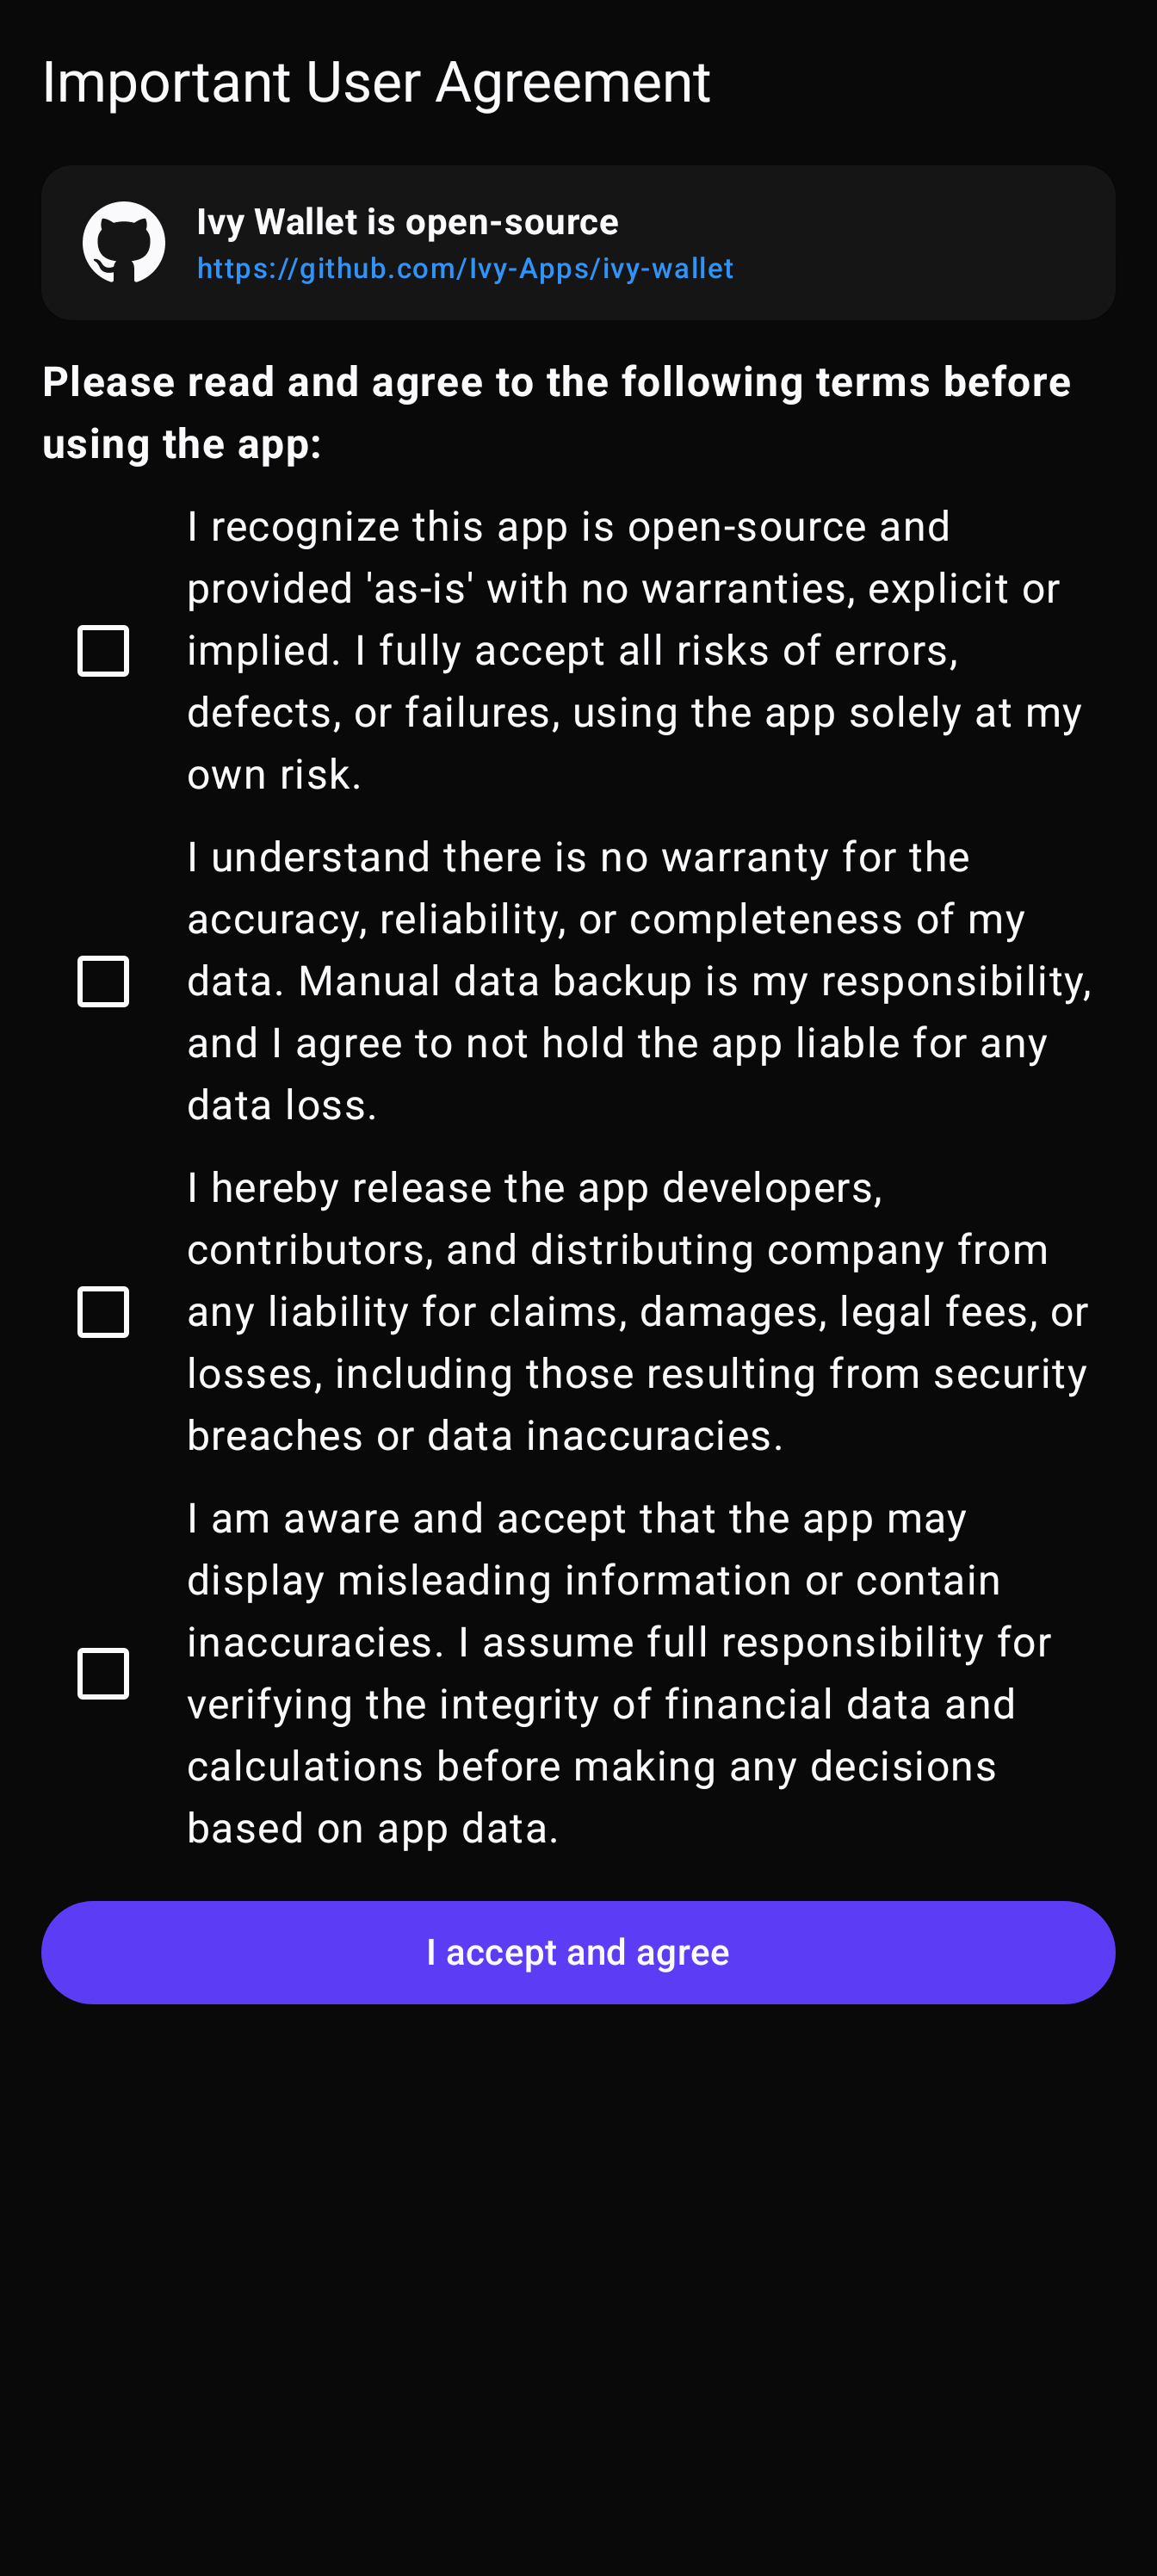 Important User Agreement
Ivy Wallet is open-source
https://github.com/Ivy-Apps/ivy-wallet
Please read and agree to the following terms before
using the app:
I recognize this app is open-source and
provided 'as-is' with no warranties, explicit or
implied. I fully accept all risks of errors,
defects, or failures, using the app solely at my
own risk.
I understand there is no warranty for the
accuracy, reliability, or completeness of my
data. Manual data backup is my responsibility,
and I agree to not hold the app liable for any
data loss.
I hereby release the app developers,
contributors, and distributing company from
any liability for claims, damages, legal fees, or
losses, including those resulting from security
breaches or data inaccuracies.
I am aware and accept that the app may
display misleading information or contain
inaccuracies. I assume full responsibility for
verifying the integrity of financial data and
calculations before making any decisions
based on app data.
I accept and agree